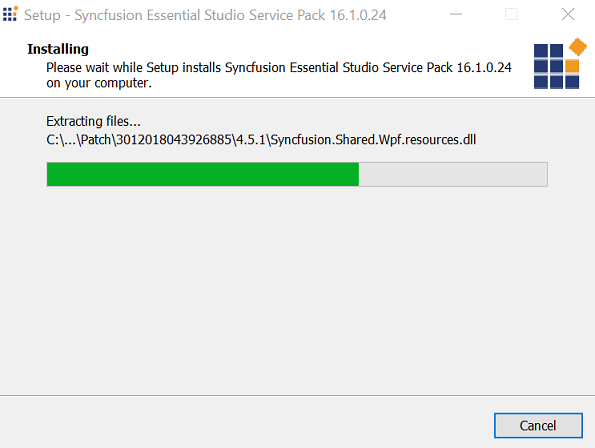 Setup - Syncfusion Essential Studio Service Pack 16.1.0.24
Installing
Please wait while Setup installs Syncfusion Essential Studio Service Pack 16.1.0.24
on your computer.
Extracting files...
C:\...\Patch\3012018043926885\4.5.1\Syncfusion.Shared.Wpf.resources.dll
Cancel